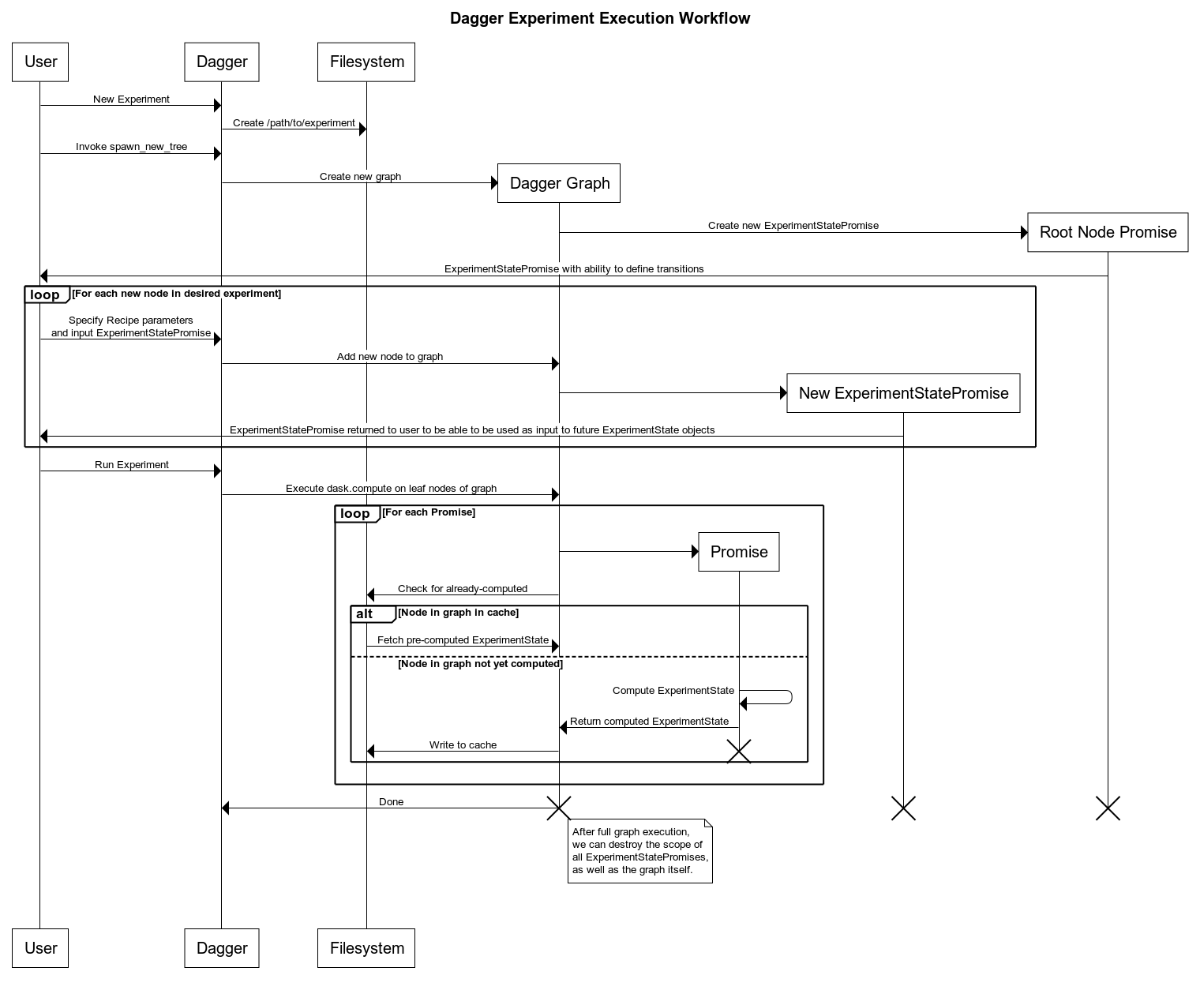 Dagger Experiment Execution Workflow
User
Dagger
Filesystem
New Experiment
Create /path/to/experiment
Invoke spawn_new_tree
Create new graph
Dagger Graph
Create new ExperimentStatePromise
Root Node Promise
ExperimentStatePromise with ability to define transitions
loop
[For each new node in desired experiment]
Specify Recipe parameters
and input ExperimentStatePromise
Add new node to graph
New ExperimentStatePromise
ExperimentStatePromise returned to user to be able to be used as input to future ExperimentState objects
Run Experiment
Execute dask.compute on leaf nodes of graph
loop
[For each Promise]
Promise
Check for already-computed
alt
[Node in graph in cache]
Fetch pre-computed ExperimentState
[Node in graph not yet computed]
Compute ExperimentState
Return computed ExperimentState
Write to cache
Done
After full graph execution,
we can destroy the scope of
all ExperimentStatePromises,
as well as the graph itself.
User
Dagger
Filesystem